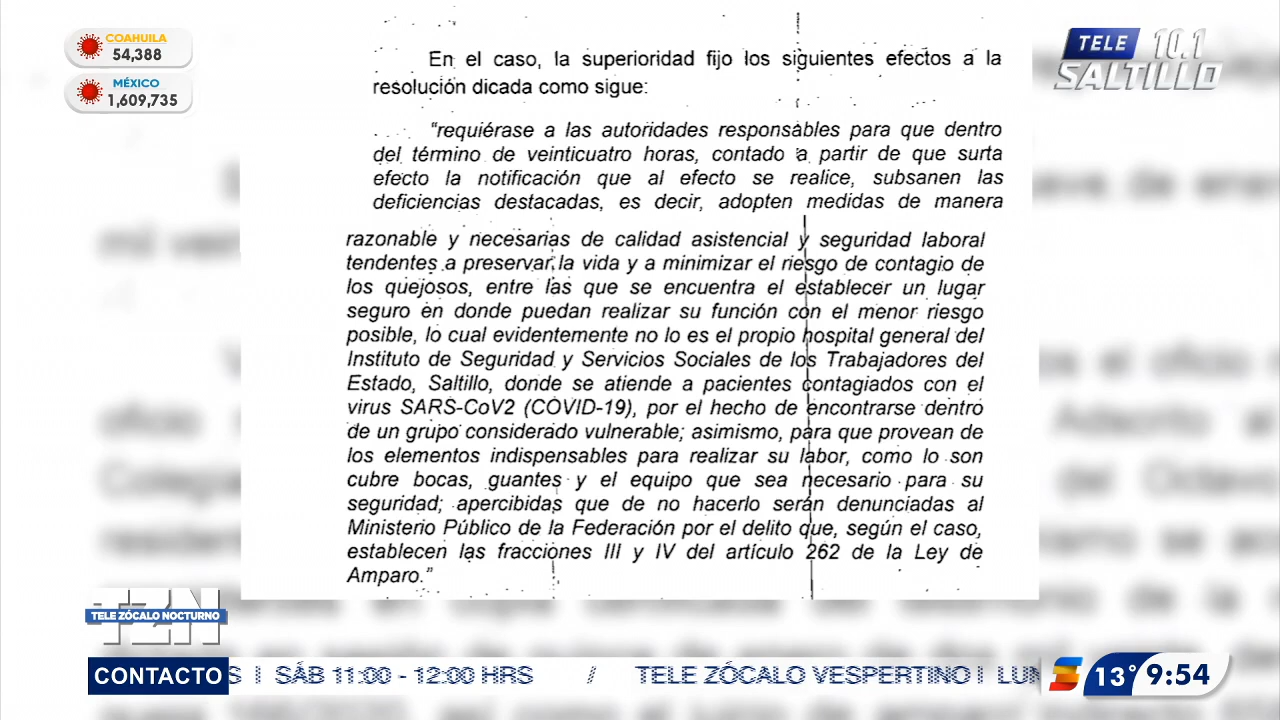 COAHUILA
54,388
MÉXICO
1,609,735
TELE 10.1
SALTILLO
En el caso, la superioridad fijo los siguientes efectos a la
resolución dicada como sigue:
“requiérase a las autoridades responsables para que dentro
del término de veinticuatro horas, contado a partir de que surta
efecto la notificación que al efecto se realice, subsanen las
deficiencias destacadas, es decir, adopten medidas de manera
razonable y necesarias de calidad asistencial y seguridad laboral
tendentes a preservar la vida y a minimizar el riesgo de contagio de
los quejosos, entre las que se encuentra el establecer un lugar
seguro en donde puedan realizar su función con el menor riesgo
posible, lo cual evidentemente no lo es el propio hospital general del
Instituto de Seguridad y Servicios Sociales de los Trabajadores del
Estado, Saltillo, donde se atiende a pacientes contagiados con el
virus SARS-CoV2 (COVID-19), por el hecho de encontrarse dentro
de un grupo considerado vulnerable; asimismo, para que provean de
los elementos indispensables para realizar su labor, como lo son
cubre bocas, guantes y el equipo que sea necesario para su
seguridad; apercibidas que de no hacerlo serán denunciadas al
Ministerio Público de la Federación por el delito que, según el caso,
establecen las fracciones III y IV del artículo 262 de la Ley de
Amparo.”
TZN
TELE ZÓCALO NOCTURNO
CONTACTO
S | SÁB 11:00 - 12:00 HRS / TELE ZÓCALO VESPERTINO | LUN
13° 9:54